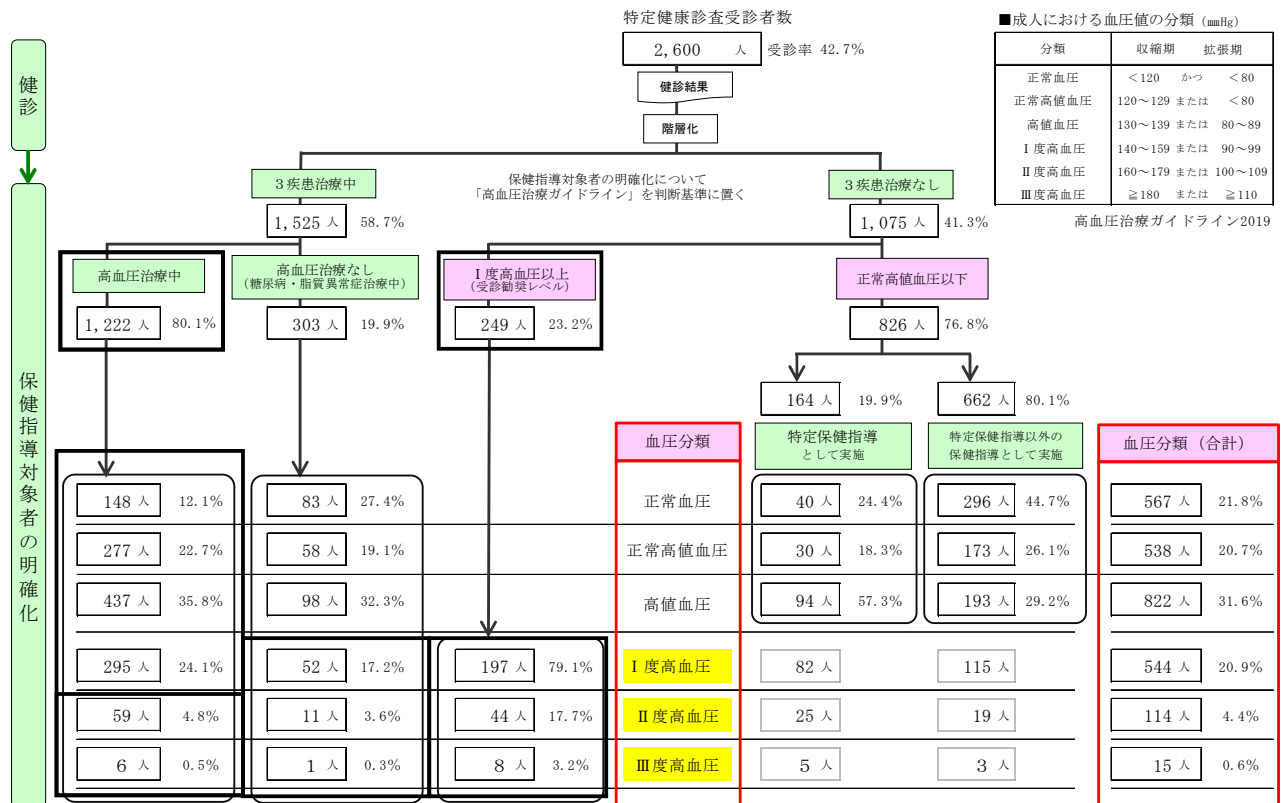 特定健康診査受診者数
2,600 人 受診率 42.7%
健診結果
階層化
■成人における血圧値の分類 (mmHg)
分類 収縮期 拡張期
正常血圧 <120 かつ <80
正常高値血圧 120～129 または <80
高値血圧 130～139 または 80～89
Ⅰ度高血圧 140～159 または 90～99
Ⅱ度高血圧 160～179 または 100～109
Ⅲ度高血圧 ≧180 または ≧110
高血圧治療ガイドライン2019
健診
保健指導対象者の明確化
3疾患治療中
1,525 人 58.7%
保健指導対象者の明確化について
「高血圧治療ガイドライン」を判断基準に置く
3疾患治療なし
1,075 人 41.3%
高血圧治療中
1,222 人 80.1%
高血圧治療なし
(糖尿病・脂質異常症治療中)
303 人 19.9%
Ⅰ度高血圧以上
(受診勧奨レベル)
249 人 23.2%
正常高値血圧以下
826 人 76.8%
164 人 19.9%
662 人 80.1%
血圧分類
特定保健指導
として実施
特定保健指導以外の
保健指導として実施
血圧分類（合計）
148 人 12.1% 83 人 27.4% 正常血圧 40 人 24.4% 296 人 44.7% 567 人 21.8%
277 人 22.7% 58 人 19.1% 正常高値血圧 30 人 18.3% 173 人 26.1% 538 人 20.7%
437 人 35.8% 98 人 32.3% 高値血圧 94 人 57.3% 193 人 29.2% 822 人 31.6%
295 人 24.1% 52 人 17.2% 197 人 79.1% Ⅰ度高血圧 82 人 115 人 544 人 20.9%
59 人 4.8% 11 人 3.6% 44 人 17.7% Ⅱ度高血圧 25 人 19 人 114 人 4.4%
6 人 0.5% 1 人 0.3% 8 人 3.2% Ⅲ度高血圧 5 人 3 人 15 人 0.6%